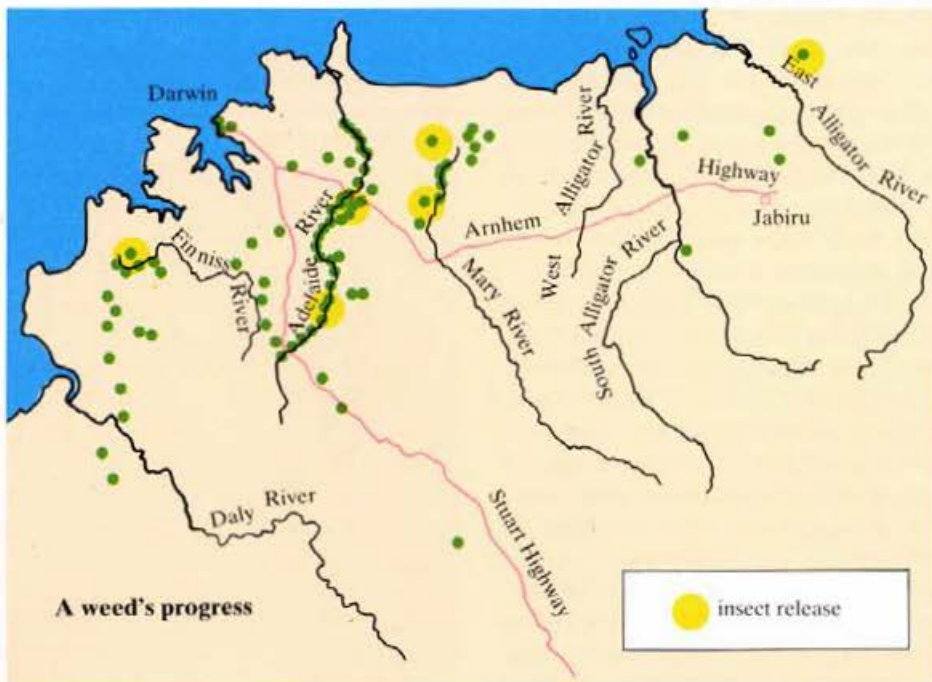 Darwin
East
Alligator
River
West
Alligator
River
Highway
Jabiru
Arnhem
Adelaide
River
Finniss
River
Mary
River
South
Alligator
River
Daly River
Stuart Highway
A weed's progress
insect release